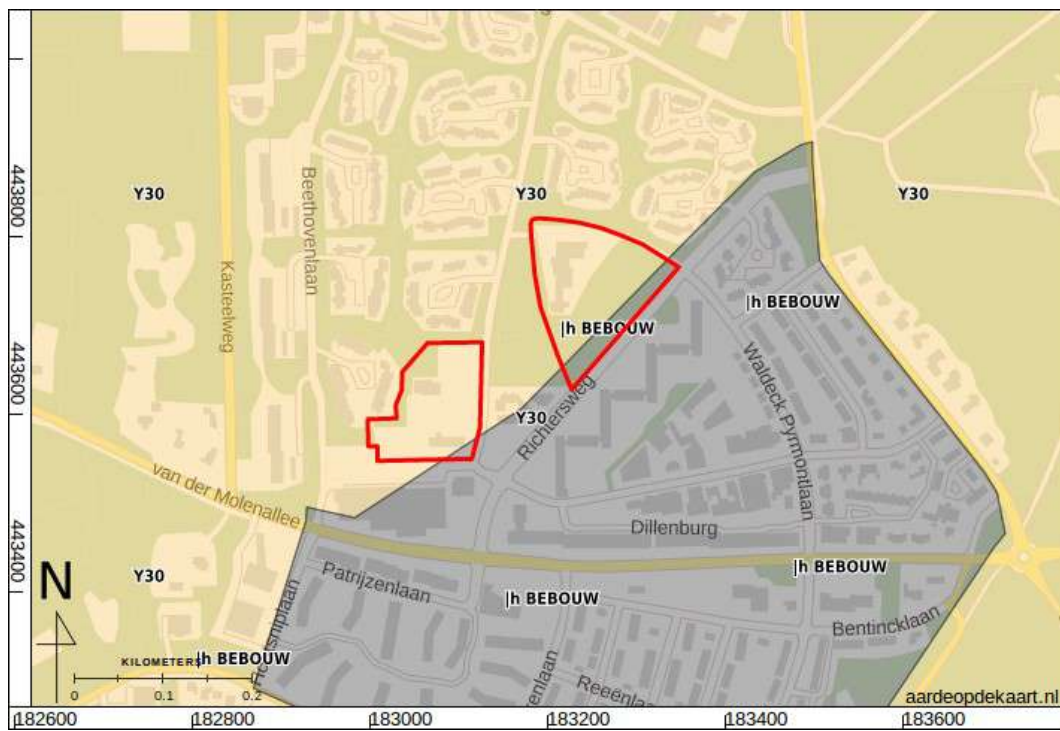 443800
443600
443400
Y30
Y30
Y30
Beethovenlaan
Kasteelweg
|h BEBOUW
|h BEBOUW
Waldeck Pyrmontlaan
Y30
Richtersweg
van der Molenallee
Dillenburg
Y30
N
Patrijzenlaan
|h BEBOUW
|h BEBOUW
Bentincklaan
|h BEBOUW
KILOMETERS
0 0.1 0.2
Reeënla
enlaan
aardeopdekaart.nl
182600 182800 183000 183200 183400 183600